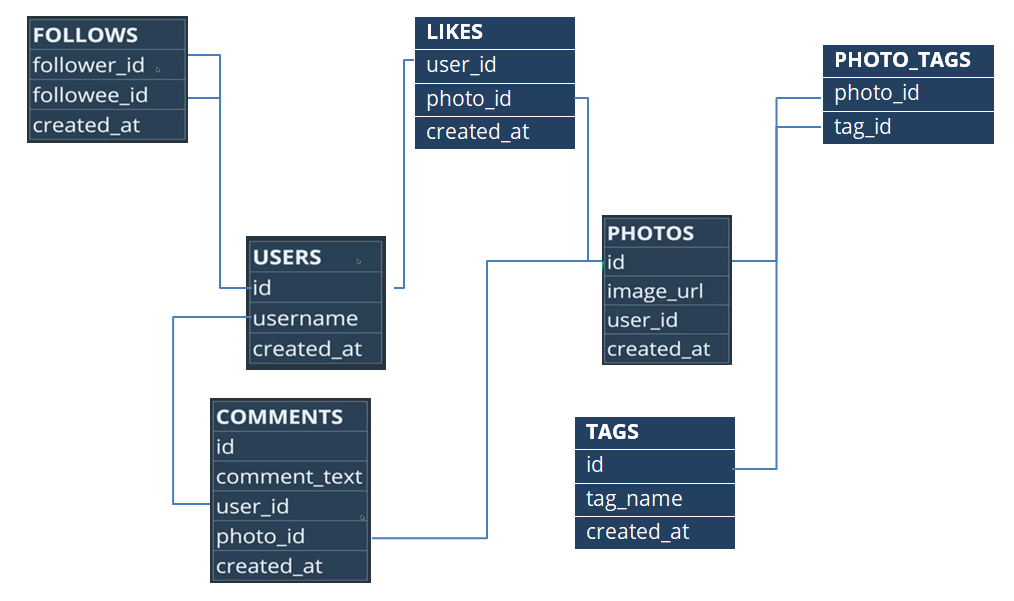 FOLLOWS
follower_id
followee_id
created_at
LIKES
user_id
photo_id
created_at
PHOTO_TAGS
photo_id
tag_id
USERS
id
username
created_at
PHOTOS
id
image_url
user_id
created_at
COMMENTS
id
comment_text
user_id
photo_id
created_at
TAGS
id
tag_name
created_at